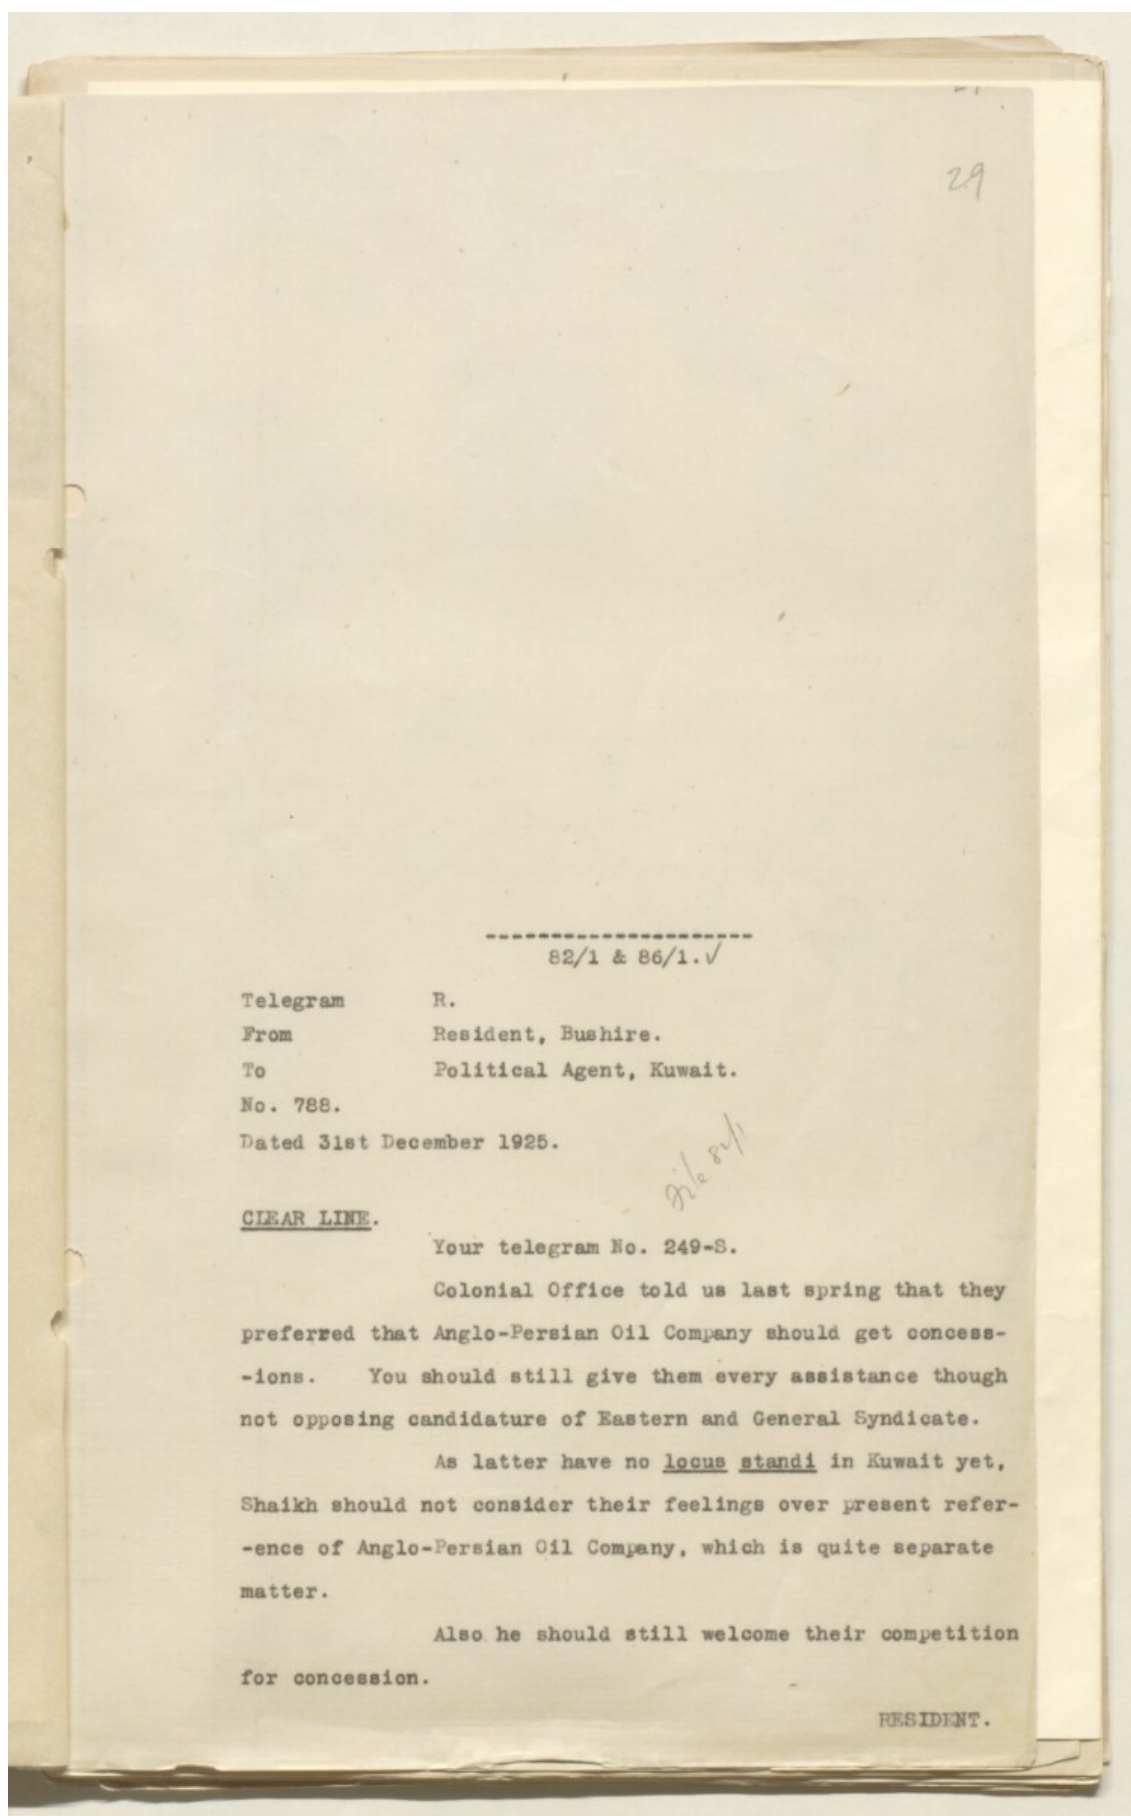 29
82/1 & 86/1. ✓
Telegram R.
From Resident, Bushire.
To Political Agent, Kuwait.
No. 788.
Dated 31st December 1925.
file 82/1
CLEAR LINE.
Your telegram No. 249-S.
Colonial Office told us last spring that they
preferred that Anglo-Persian Oil Company should get concess-
-ions. You should still give them every assistance though
not opposing candidature of Eastern and General Syndicate.
As latter have no locus standi in Kuwait yet,
Shaikh should not consider their feelings over present refer-
-ence of Anglo-Persian Oil Company, which is quite separate
matter.
Also he should still welcome their competition
for concession.
RESIDENT.